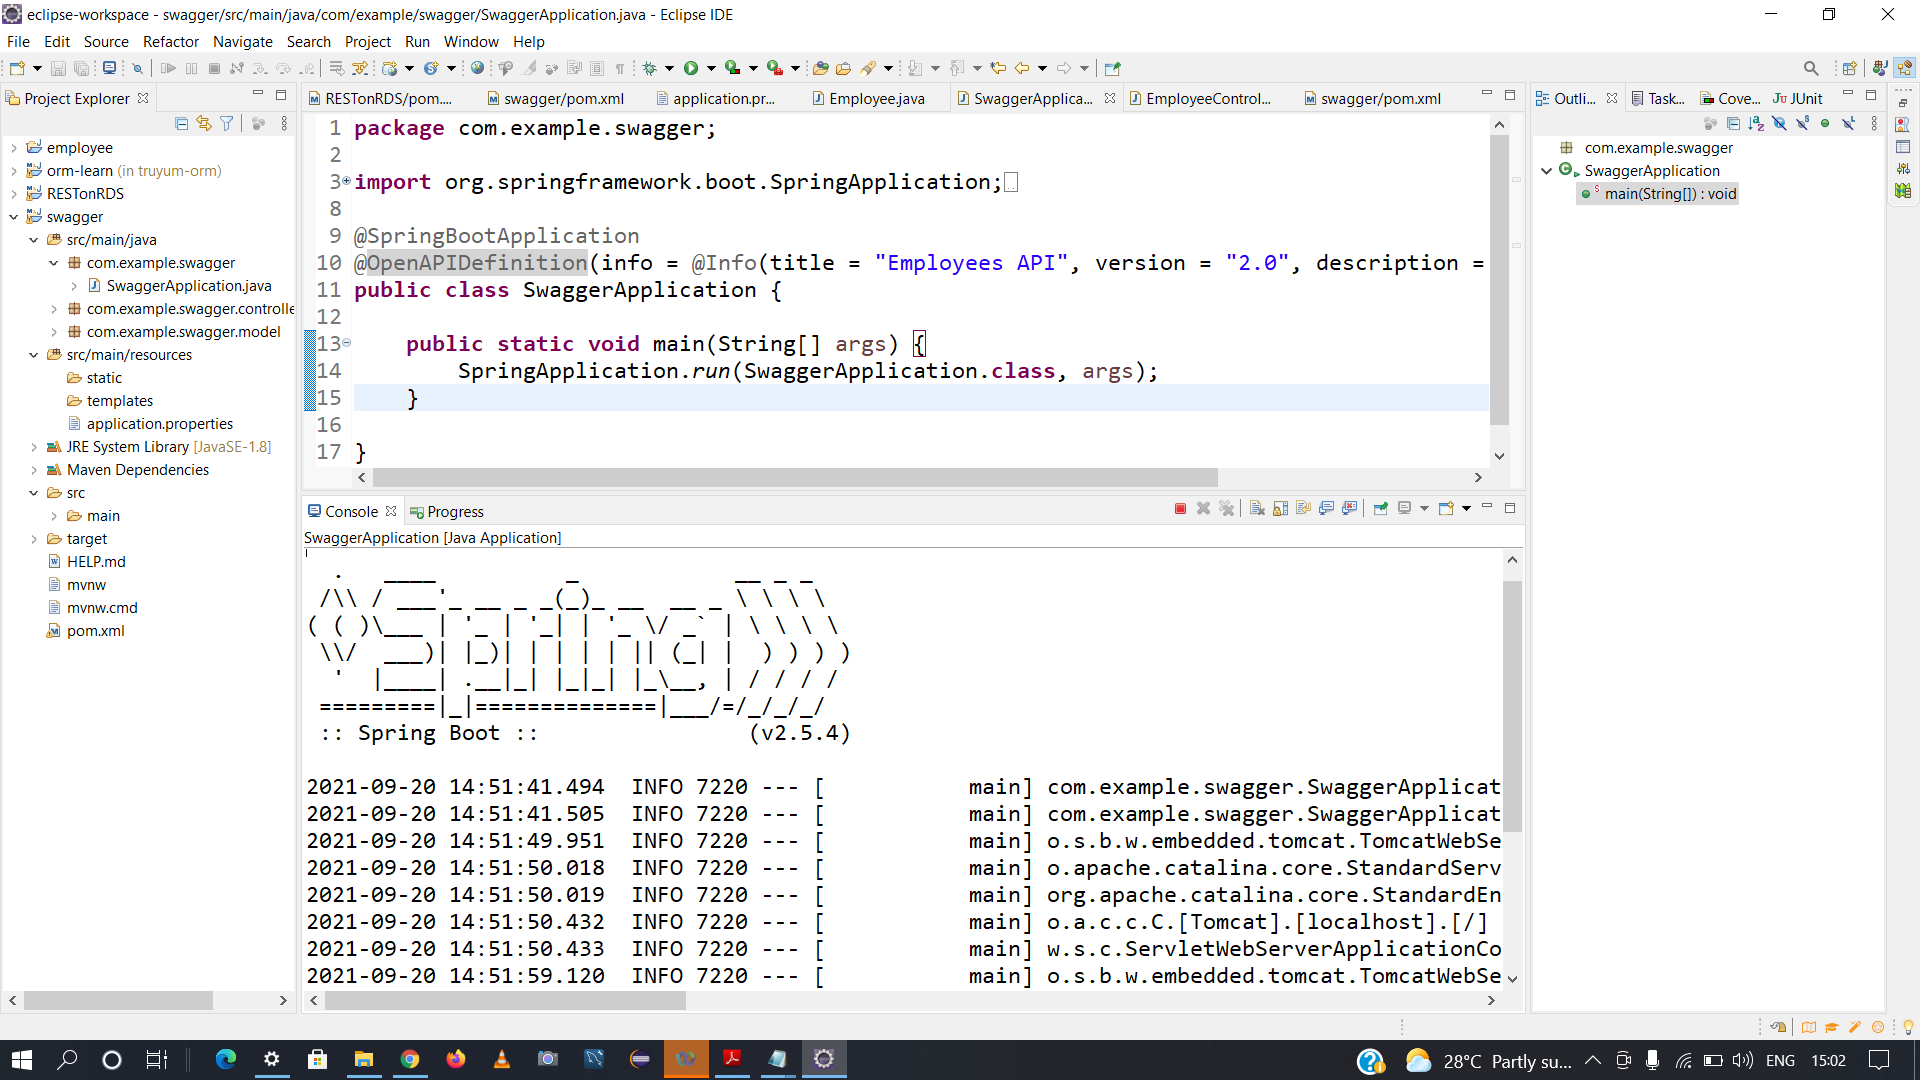 eclipse-workspace - swagger/src/main/java/com/example/swagger/SwaggerApplication.java - Eclipse IDE
File Edit Source Refactor Navigate Search Project Run Window Help
Project Explorer
employee
orm-learn (in truyum-orm)
RESTonRDS
swagger
src/main/java
com.example.swagger
SwaggerApplication.java
com.example.swagger.controlle
com.example.swagger.model
src/main/resources
static
templates
application.properties
JRE System Library [JavaSE-1.8]
Maven Dependencies
src
main
target
HELP.md
mvnw
mvnw.cmd
pom.xml
RESTonRDS/pom.... swagger/pom.xml application.pr... Employee.java SwaggerApplica... EmployeeControl... swagger/pom.xml
1 package com.example.swagger;
2
3 import org.springframework.boot.SpringApplication;
8
9 @SpringBootApplication
10 @OpenAPIDefinition(info = @Info(title = "Employees API", version = "2.0", description =
11 public class SwaggerApplication {
12
13     public static void main(String[] args) {
14         SpringApplication.run(SwaggerApplication.class, args);
15     }
16
17 }
Console Progress
SwaggerApplication [Java Application]
  .   ____          _            __ _ _
 /\\ / ___'_ __ _ _(_)_ __  __ _ \ \ \ \
( ( )\___ | '_ | '_| | '_ \/ _` | \ \ \ \
 \\/  ___)| |_)| | | | | || (_| |  ) ) ) )
  '  |____| .__|_| |_|_| |_\__, | / / / /
 =========|_|==============|___/=/_/_/_/
 :: Spring Boot ::                (v2.5.4)
2021-09-20 14:51:41.494  INFO 7220 --- [           main] com.example.swagger.SwaggerApplicat
2021-09-20 14:51:41.505  INFO 7220 --- [           main] com.example.swagger.SwaggerApplicat
2021-09-20 14:51:49.951  INFO 7220 --- [           main] o.s.b.w.embedded.tomcat.TomcatWebSe
2021-09-20 14:51:50.018  INFO 7220 --- [           main] o.apache.catalina.core.StandardServ
2021-09-20 14:51:50.019  INFO 7220 --- [           main] org.apache.catalina.core.StandardEn
2021-09-20 14:51:50.432  INFO 7220 --- [           main] o.a.c.c.C.[Tomcat].[localhost].[/]
2021-09-20 14:51:50.433  INFO 7220 --- [           main] w.s.c.ServletWebServerApplicationCo
2021-09-20 14:51:59.120  INFO 7220 --- [           main] o.s.b.w.embedded.tomcat.TomcatWebSe
Outli... Task... Cove... JUnit
com.example.swagger
SwaggerApplication
main(String[]) : void
28°C Partly su... ENG 15:02